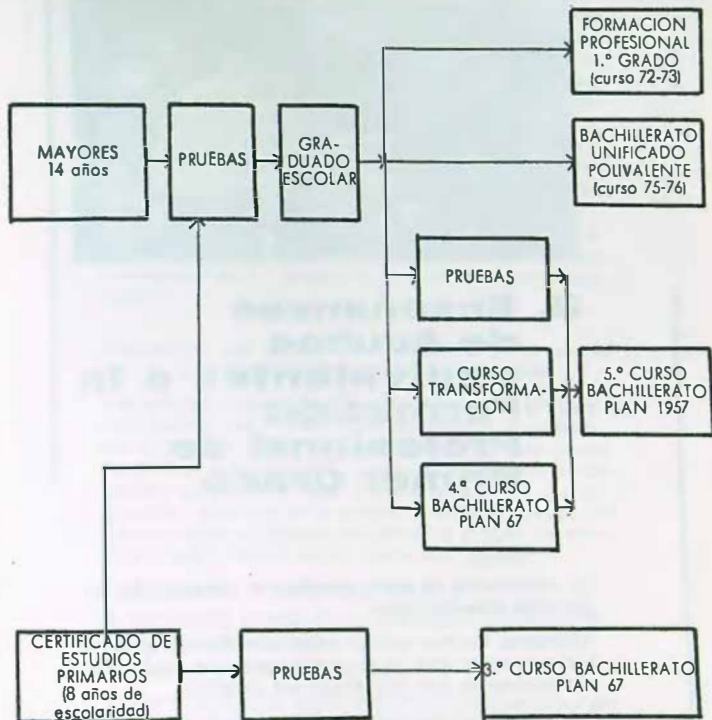 FORMACION
PROFESIONAL
1.º GRADO
(curso 72-73)
MAYORES
14 años
PRUEBAS
GRA-
DUADO
ESCOLAR
BACHILLERATO
UNIFICADO
POLIVALENTE
(curso 75-76)
PRUEBAS
CURSO
TRANSFORMA-
CION
5.º CURSO
BACHILLERATO
PLAN 1957
4.º CURSO
BACHILLERATO
PLAN 67
CERTIFICADO DE
ESTUDIOS
PRIMARIOS
(8 años de
escolaridad)
PRUEBAS
3.º CURSO BACHILLERATO
PLAN 67